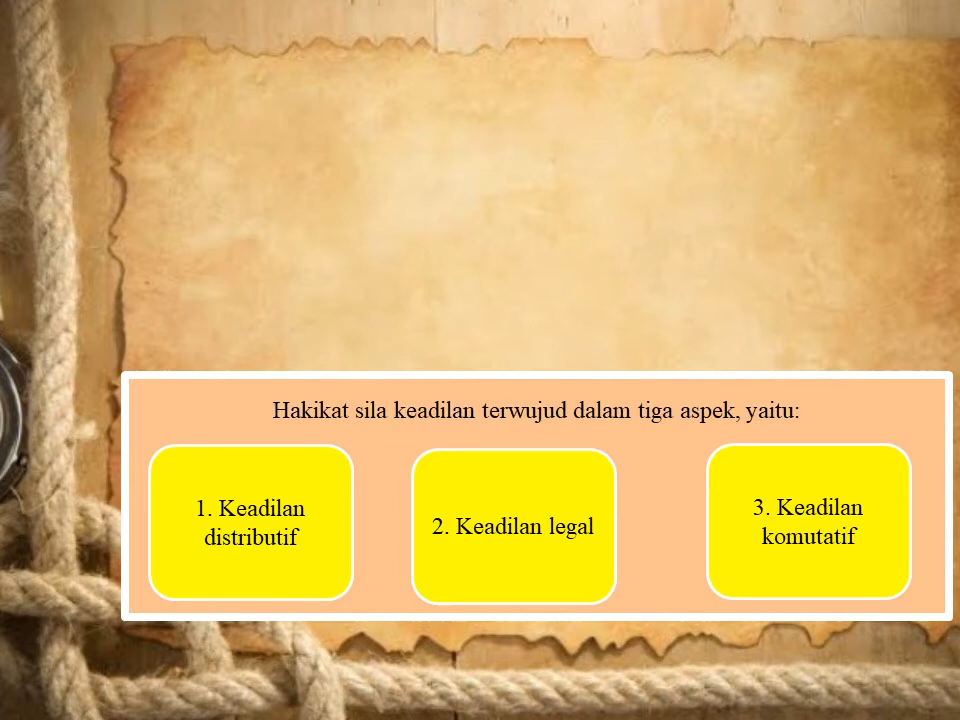 Hakikat sila keadilan terwujud dalam tiga aspek, yaitu:
1. Keadilan
distributif
2. Keadilan legal
3. Keadilan
komutatif